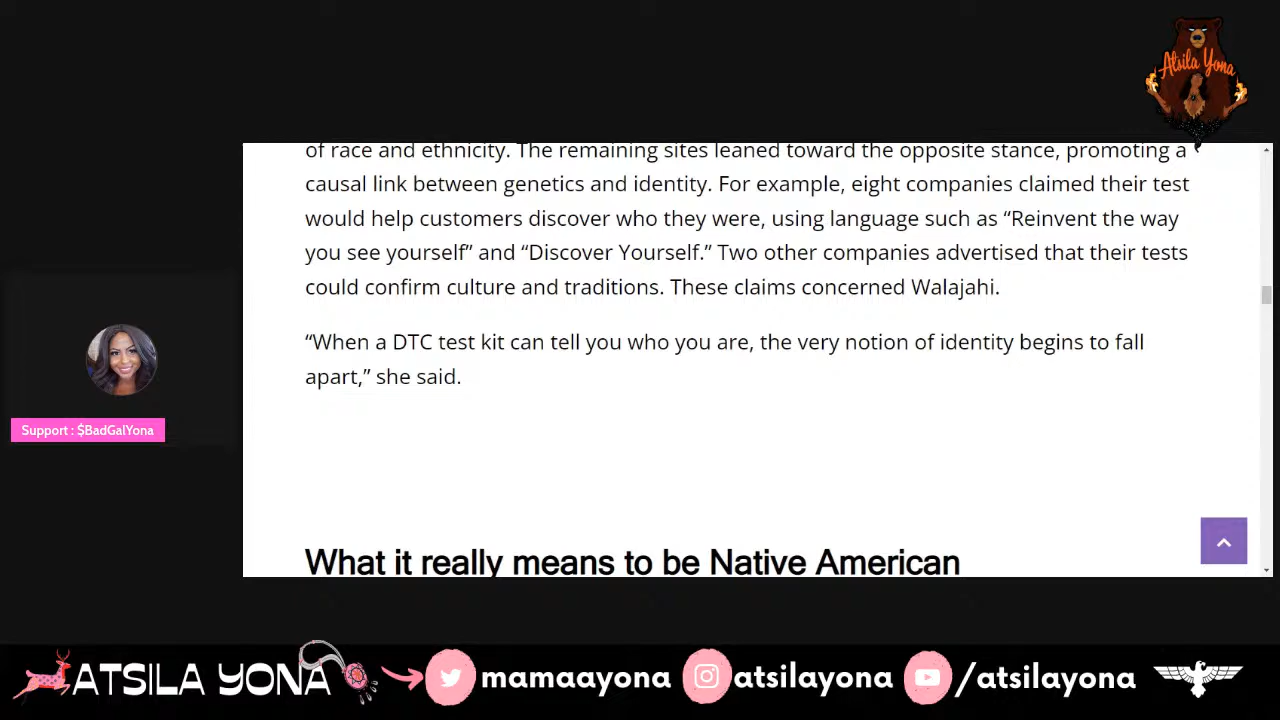 Atsila Yona
of race and ethnicity. The remaining sites leaned toward the opposite stance, promoting a
causal link between genetics and identity. For example, eight companies claimed their test
would help customers discover who they were, using language such as “Reinvent the way
you see yourself” and “Discover Yourself.” Two other companies advertised that their tests
could confirm culture and traditions. These claims concerned Walajahi.
“When a DTC test kit can tell you who you are, the very notion of identity begins to fall
apart,” she said.
Support : $BadGalYona
What it really means to be Native American
ATSILA YONA mamaayona atsilayona /atsilayona